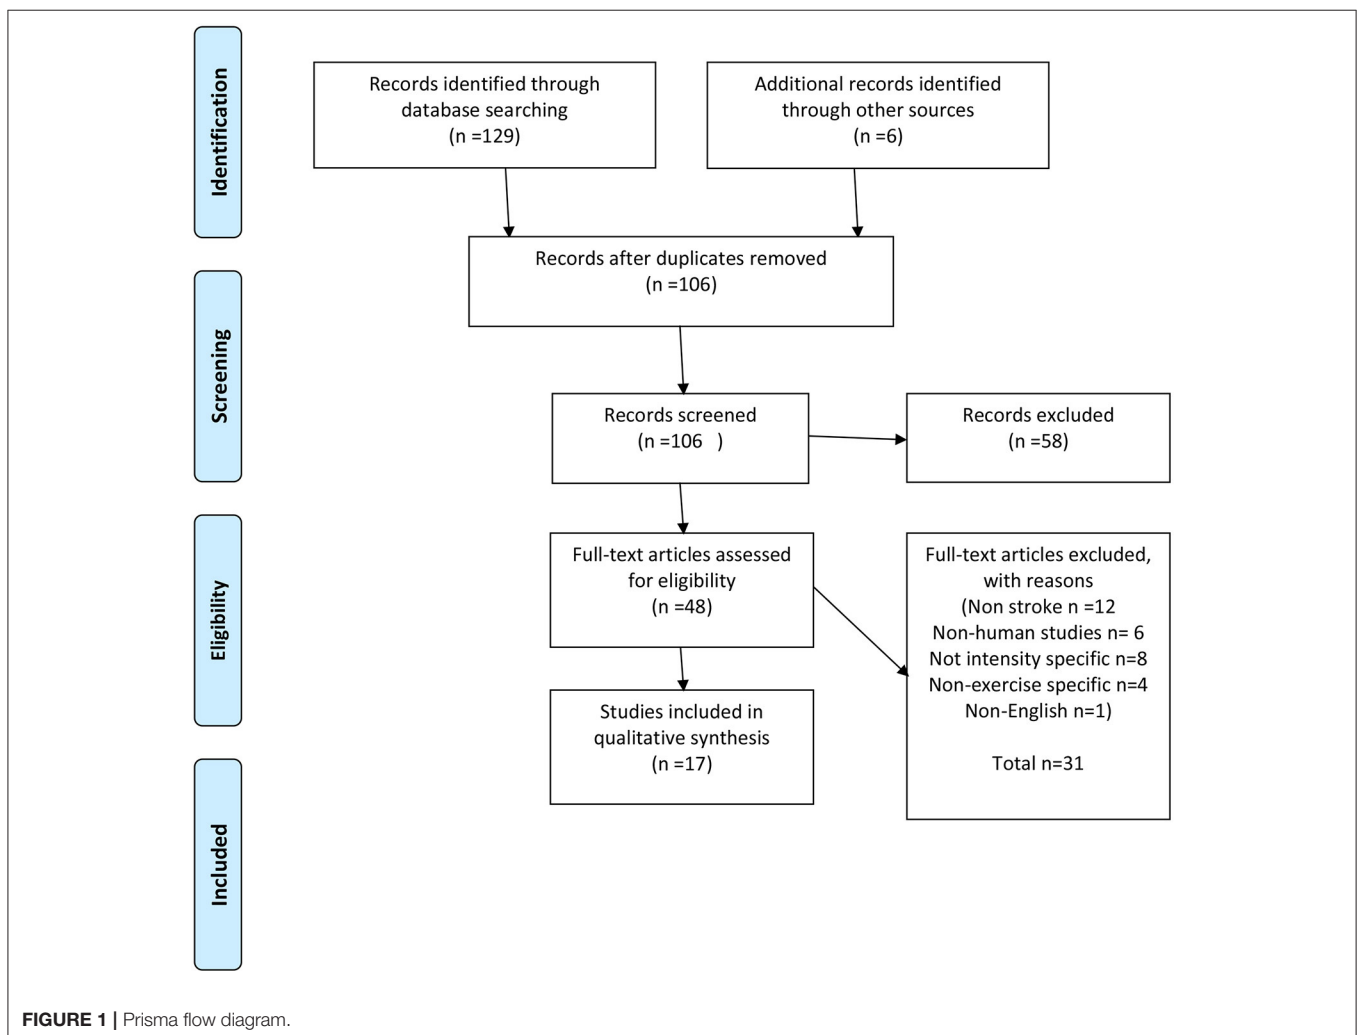 Identification
Records identified through
database searching
(n =129)
Additional records identified
through other sources
(n =6)
Records after duplicates removed
(n =106)
Screening
Records screened
(n =106   )
Records excluded
(n =58)
Eligibility
Full-text articles assessed
for eligibility
(n =48)
Full-text articles excluded,
with reasons
(Non stroke n =12
Non-human studies n= 6
Not intensity specific n=8
Non-exercise specific n=4
Non-English n=1)
Total n=31
Included
Studies included in
qualitative synthesis
(n =17)
FIGURE 1 | Prisma flow diagram.